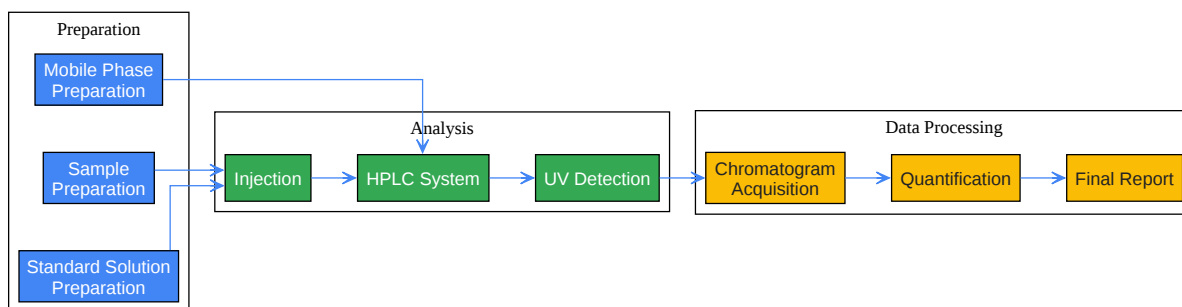 Preparation
Mobile Phase
Preparation
Sample
Preparation
Standard Solution
Preparation
Analysis
Injection
HPLC System
UV Detection
Data Processing
Chromatogram
Acquisition
Quantification
Final Report